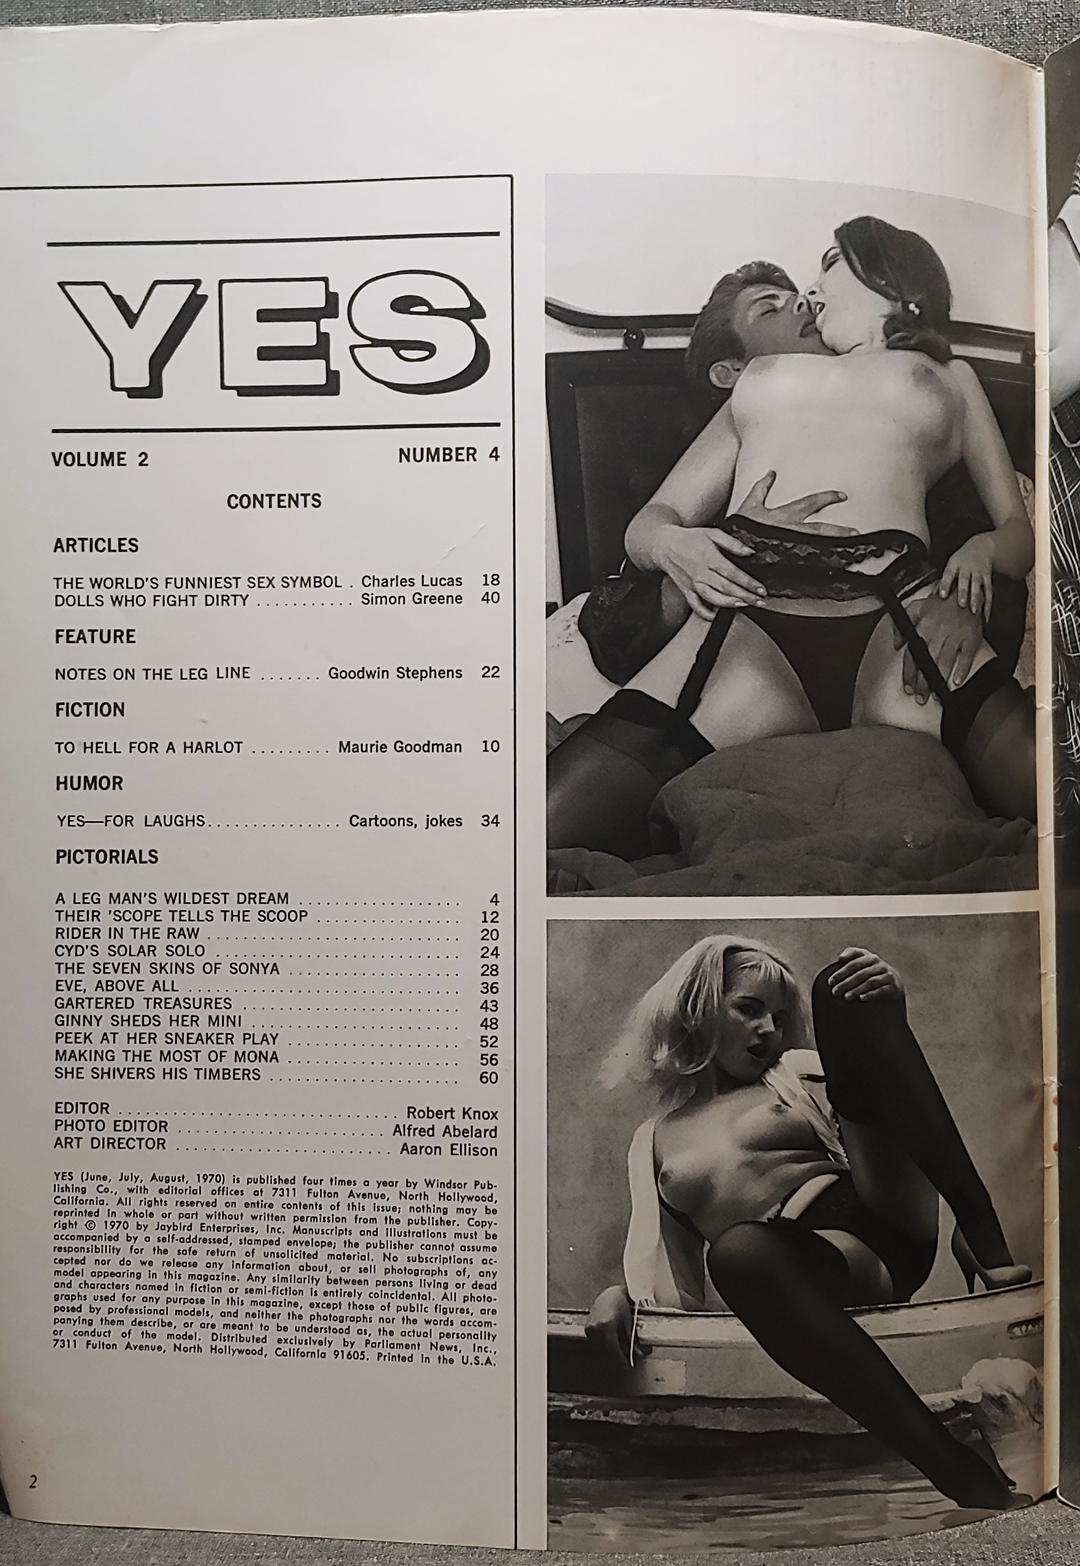 YES
VOLUME 2 NUMBER 4
CONTENTS
ARTICLES
THE WORLD'S FUNNIEST SEX SYMBOL . Charles Lucas 18
DOLLS WHO FIGHT DIRTY ........... Simon Greene 40
FEATURE
NOTES ON THE LEG LINE ....... Goodwin Stephens 22
FICTION
TO HELL FOR A HARLOT ......... Maurie Goodman 10
HUMOR
YES—FOR LAUGHS............... Cartoons, jokes 34
PICTORIALS
A LEG MAN'S WILDEST DREAM .................. 4
THEIR 'SCOPE TELLS THE SCOOP ................ 12
RIDER IN THE RAW ............................ 20
CYD'S SOLAR SOLO ............................ 24
THE SEVEN SKINS OF SONYA .................... 28
EVE, ABOVE ALL .............................. 36
GARTERED TREASURES .......................... 43
GINNY SHEDS HER MINI ........................ 48
PEEK AT HER SNEAKER PLAY .................... 52
MAKING THE MOST OF MONA ..................... 56
SHE SHIVERS HIS TIMBERS ..................... 60
EDITOR ................................ Robert Knox
PHOTO EDITOR ........................ Alfred Abelard
ART DIRECTOR ......................... Aaron Ellison
YES (June, July, August, 1970) is published four times a year by Windsor Pub-
lishing Co., with editorial offices at 7311 Fulton Avenue, North Hollywood,
California. All rights reserved on entire contents of this issue; nothing may be
reprinted in whole or part without written permission from the publisher. Copy-
right © 1970 by Jaybird Enterprises, Inc. Manuscripts and illustrations must be
accompanied by a self-addressed, stamped envelope; the publisher cannot assume
responsibility for the safe return of unsolicited material. No subscriptions ac-
cepted nor do we release any information about, or sell photographs of, any
model appearing in this magazine. Any similarity between persons living or dead
and characters named in fiction or semi-fiction is entirely coincidental. All photo-
graphs used for any purpose in this magazine, except those of public figures, are
posed by professional models, and neither the photographs nor the words accom-
panying them describe, or are meant to be understood as, the actual personality
or conduct of the model. Distributed exclusively by Parliament News, Inc.,
7311 Fulton Avenue, North Hollywood, California 91605. Printed in the U.S.A.
2